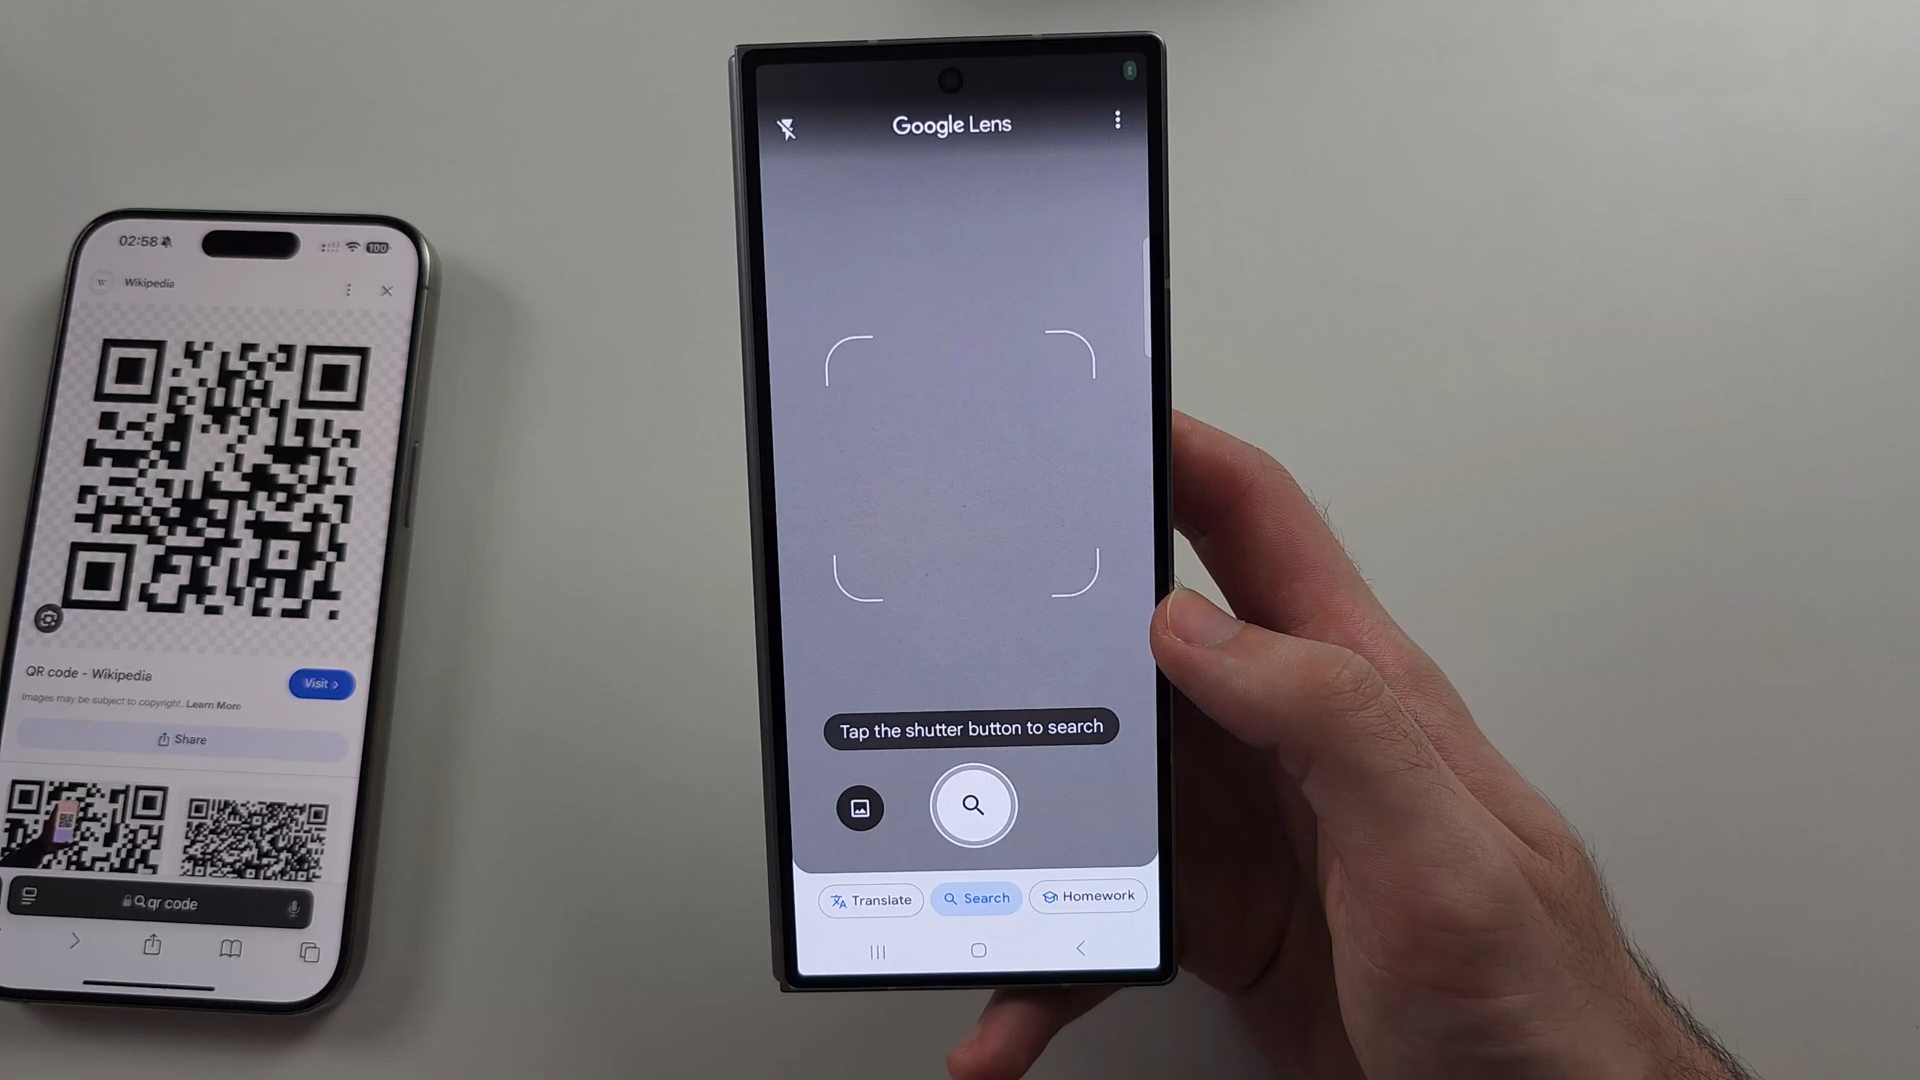 02:58
100
W Wikipedia
QR code - Wikipedia
Visit >
Images may be subject to copyright. Learn More
Share
qr code
Google Lens
Tap the shutter button to search
Translate
Search
Homework